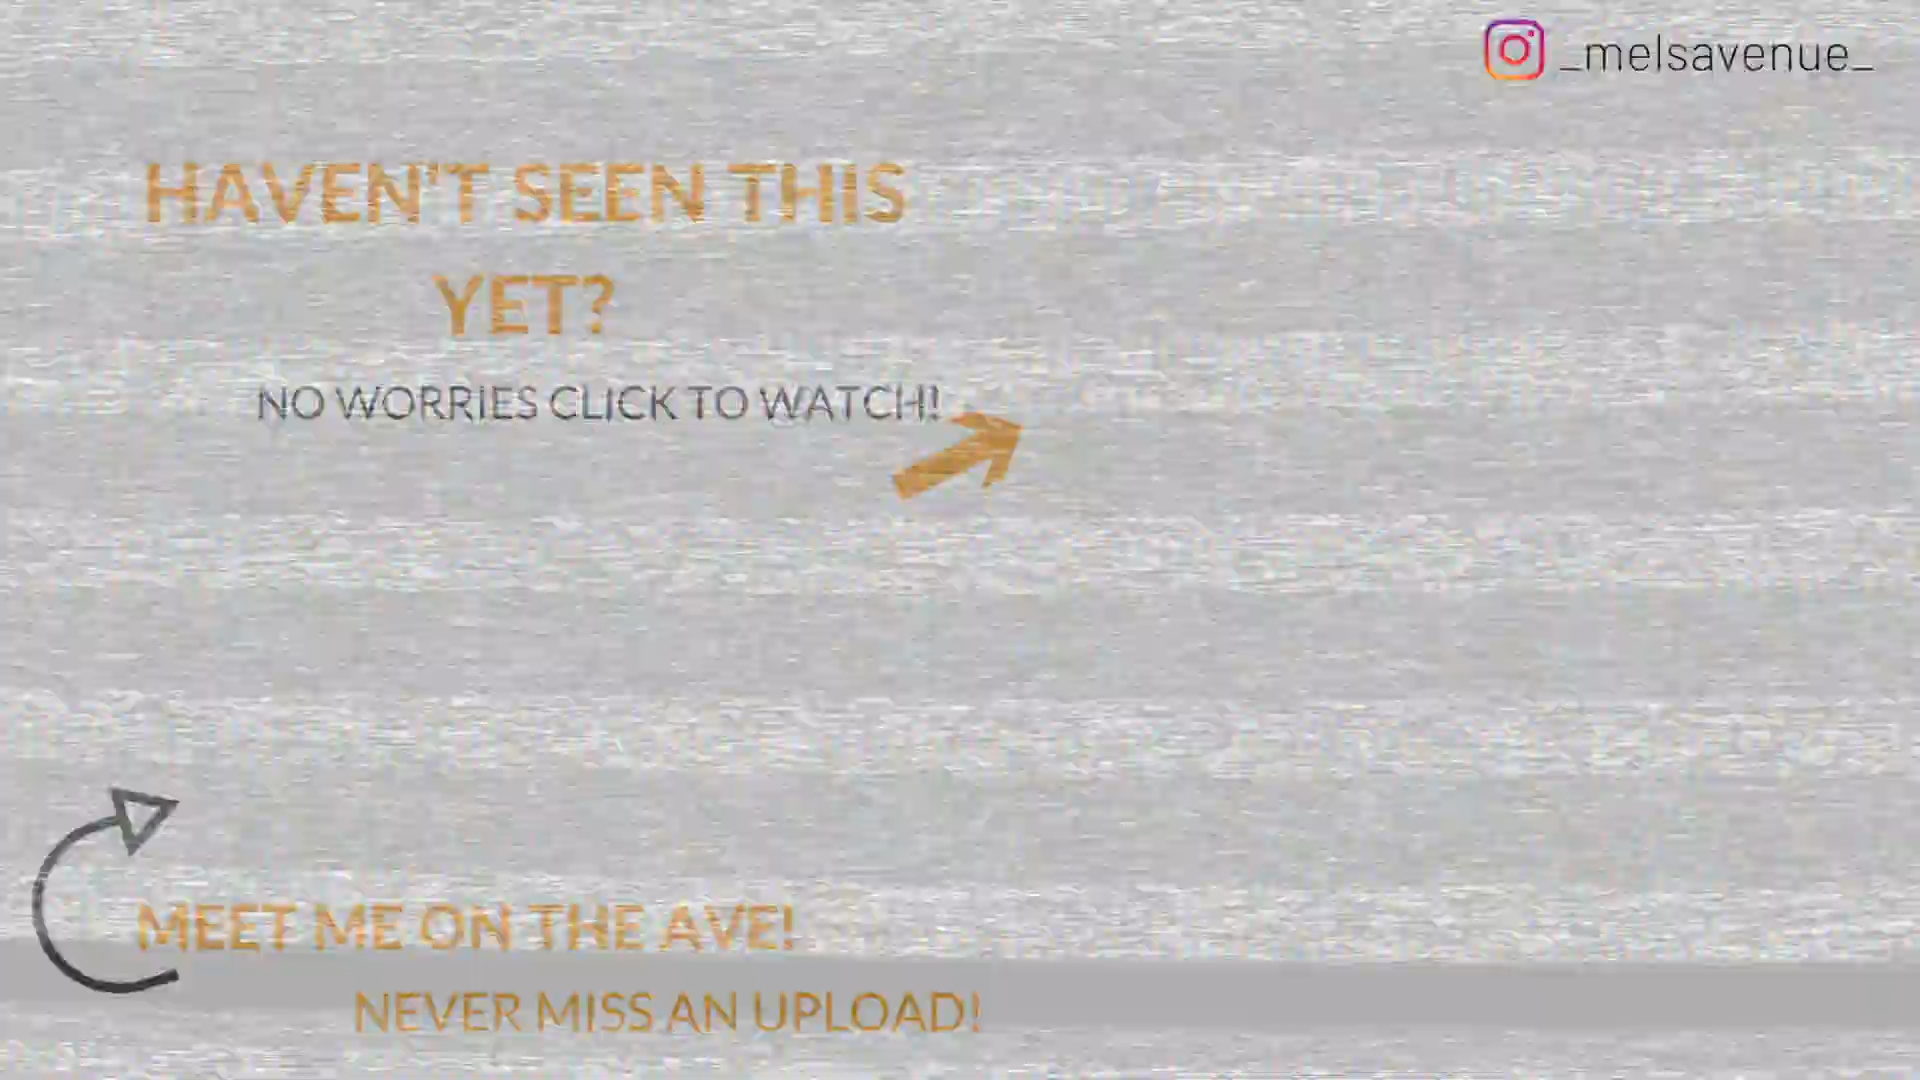 _melsavenue_
HAVEN'T SEEN THIS
YET?
NO WORRIES CLICK TO WATCH!
MEET ME ON THE AVE!
NEVER MISS AN UPLOAD!